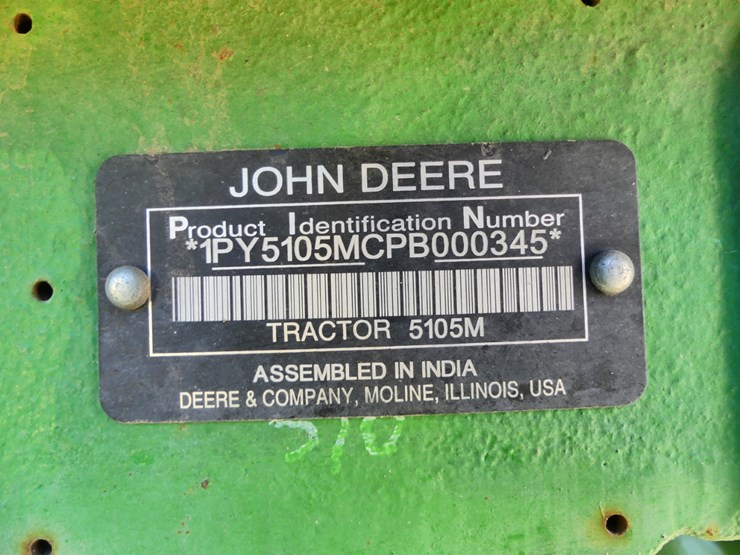 JOHN DEERE
Product Identification Number
*1PY5105MCPB000345*
TRACTOR 5105M
ASSEMBLED IN INDIA
DEERE & COMPANY, MOLINE, ILLINOIS, USA